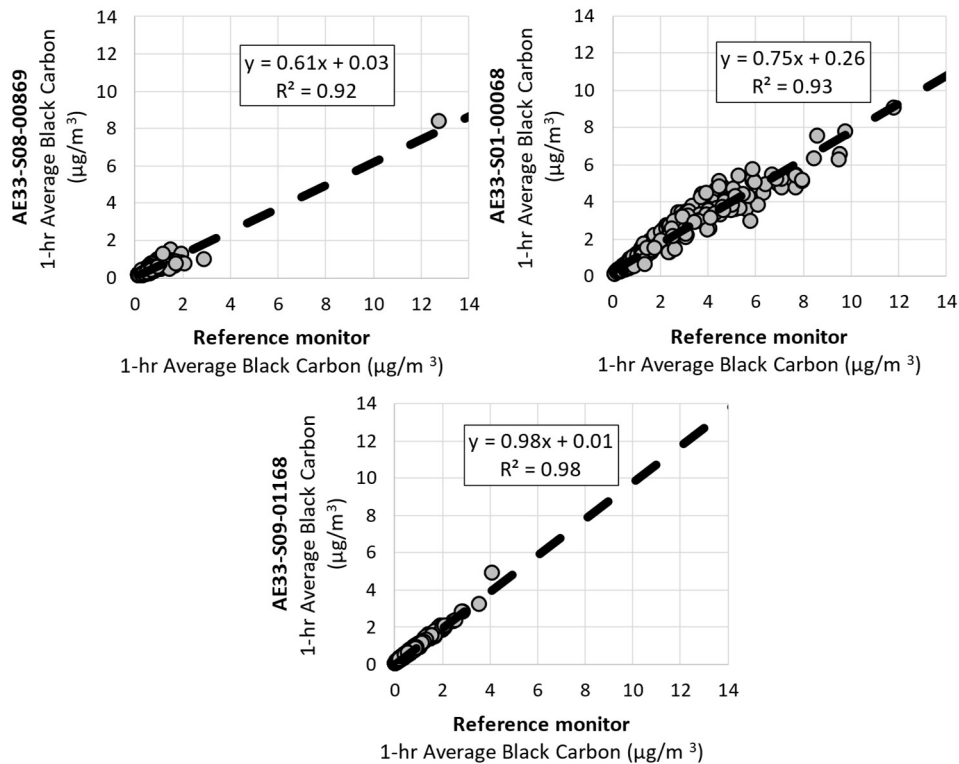 AE33-S08-00869
1-hr Average Black Carbon
(µg/m³)
14
12
10
8
6
4
2
0
y = 0.61x + 0.03
R² = 0.92
0 2 4 6 8 10 12 14
Reference monitor
1-hr Average Black Carbon (µg/m ³)
AE33-S01-00068
1-hr Average Black Carbon
(µg/m³)
14
12
10
8
6
4
2
0
y = 0.75x + 0.26
R² = 0.93
0 2 4 6 8 10 12 14
Reference monitor
1-hr Average Black Carbon (µg/m ³)
AE33-S09-01168
1-hr Average Black Carbon
(µg/m³)
14
12
10
8
6
4
2
0
y = 0.98x + 0.01
R² = 0.98
0 2 4 6 8 10 12 14
Reference monitor
1-hr Average Black Carbon (µg/m ³)